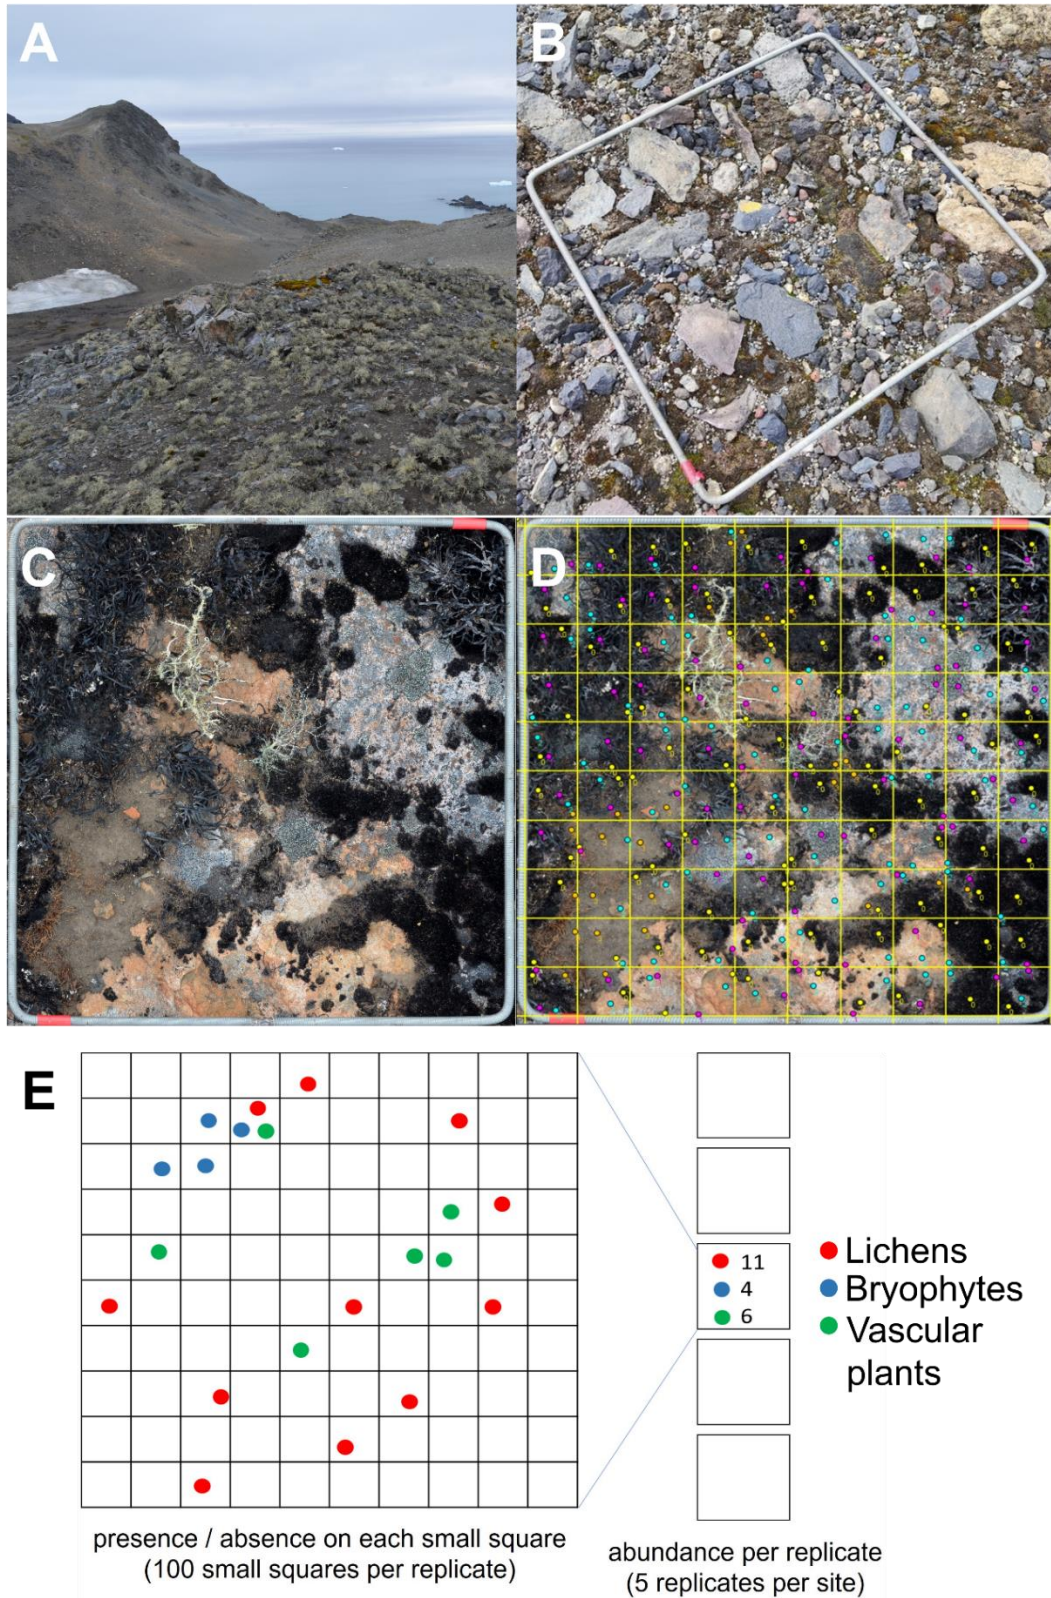 A
B
C
D
E
11
4
6
Lichens
Bryophytes
Vascular
plants
presence / absence on each small square
(100 small squares per replicate)
abundance per replicate
(5 replicates per site)